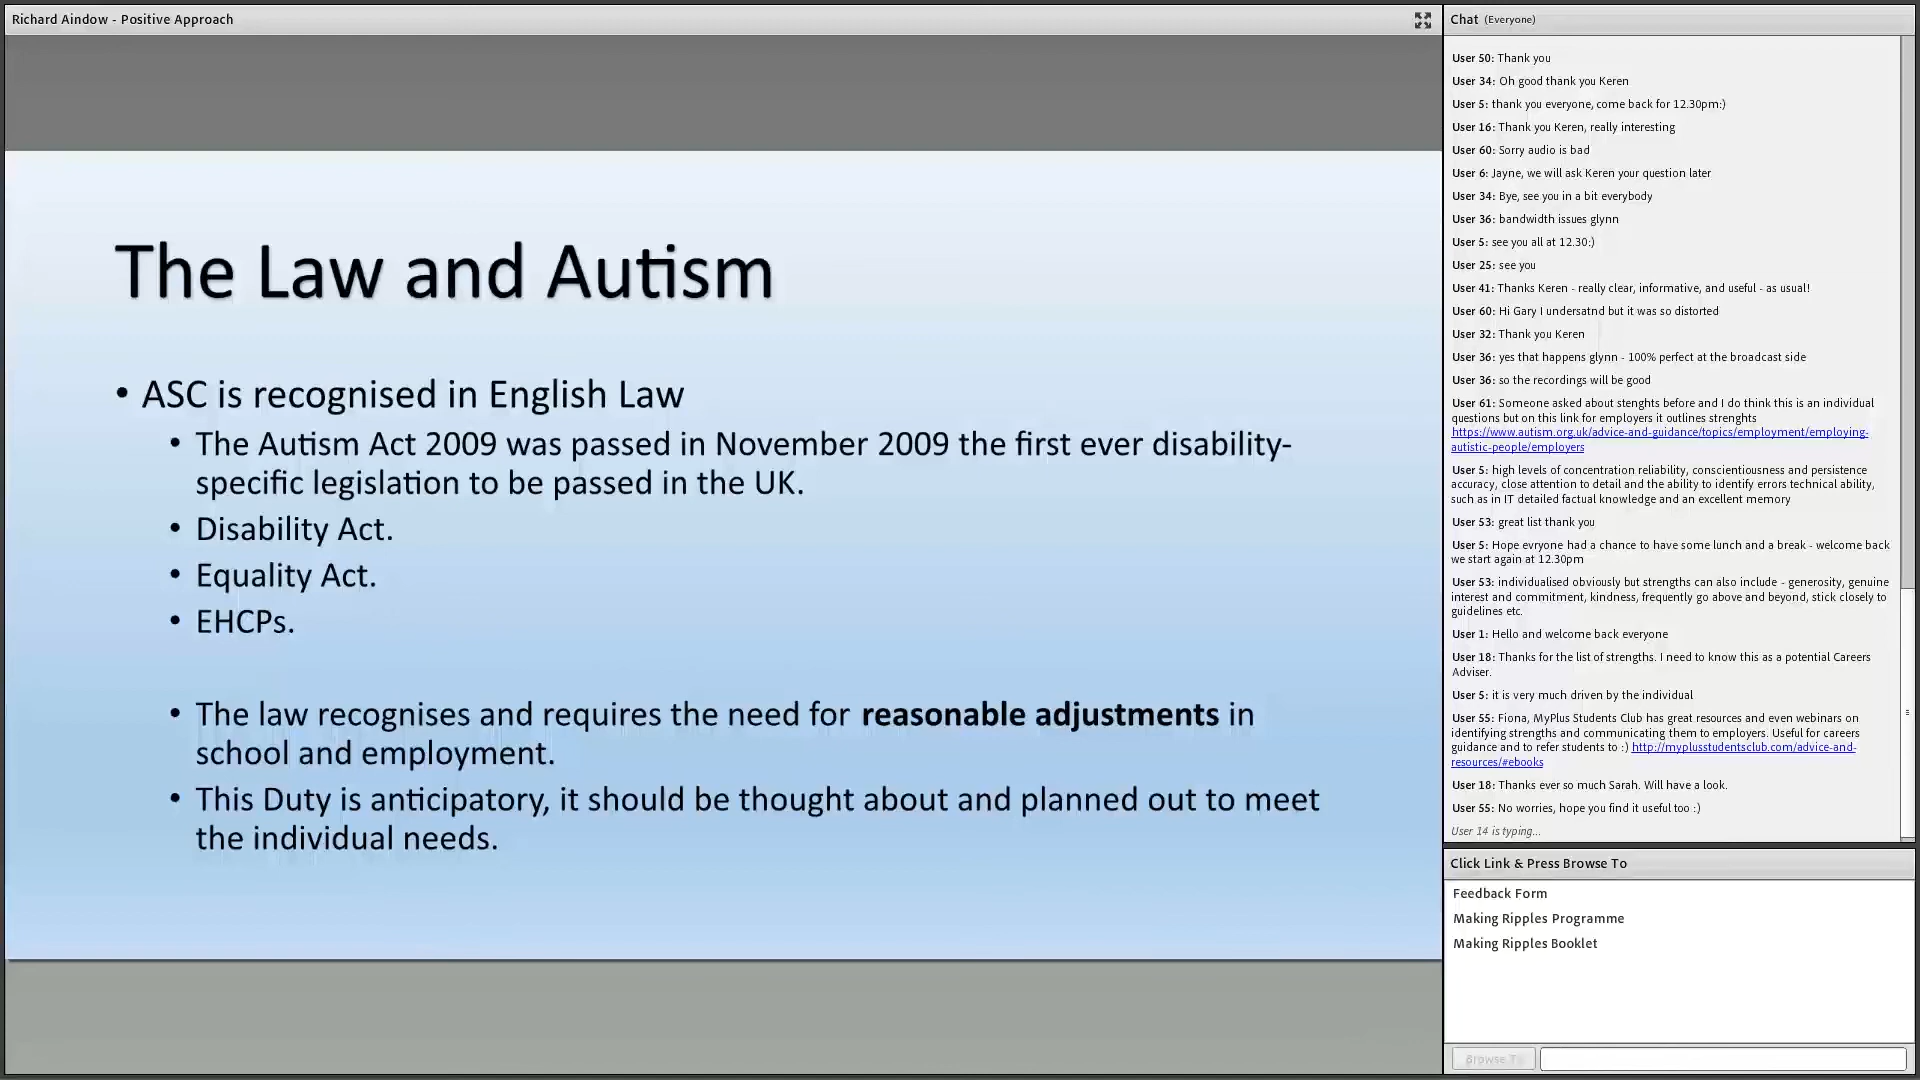 Richard Aindow - Positive Approach
The Law and Autism
• ASC is recognised in English Law
• The Autism Act 2009 was passed in November 2009 the first ever disability-
specific legislation to be passed in the UK.
• Disability Act.
• Equality Act.
• EHCPs.
• The law recognises and requires the need for reasonable adjustments in
school and employment.
• This Duty is anticipatory, it should be thought about and planned out to meet
the individual needs.
Chat (Everyone)
User 50: Thank you
User 34: Oh good thank you Keren
User 5: thank you everyone, come back for 12.30pm:)
User 16: Thank you Keren, really interesting
User 60: Sorry audio is bad
User 6: Jayne, we will ask Keren your question later
User 34: Bye, see you in a bit everybody
User 36: bandwidth issues glynn
User 5: see you all at 12.30:)
User 25: see you
User 41: Thanks Keren - really clear, informative, and useful - as usual!
User 60: Hi Gary I undersatnd but it was so distorted
User 32: Thank you Keren
User 36: yes that happens glynn - 100% perfect at the broadcast side
User 36: so the recordings will be good
User 61: Someone asked about stenghts before and I do think this is an individual
questions but on this link for employers it outlines strenghts
https://www.autism.org.uk/advice-and-guidance/topics/employment/employing-
autistic-people/employers
User 5: high levels of concentration reliability, conscientiousness and persistence
accuracy, close attention to detail and the ability to identify errors technical ability,
such as in IT detailed factual knowledge and an excellent memory
User 53: great list thank you
User 5: Hope evryone had a chance to have some lunch and a break - welcome back
we start again at 12.30pm
User 53: individualised obviously but strengths can also include - generosity, genuine
interest and commitment, kindness, frequently go above and beyond, stick closely to
guidelines etc.
User 1: Hello and welcome back everyone
User 18: Thanks for the list of strengths. I need to know this as a potential Careers
Adviser.
User 5: it is very much driven by the individual
User 55: Fiona, MyPlus Students Club has great resources and even webinars on
identifying strengths and communicating them to employers. Useful for careers
guidance and to refer students to :) http://myplusstudentsclub.com/advice-and-
resources/#ebooks
User 18: Thanks ever so much Sarah. Will have a look.
User 55: No worries, hope you find it useful too :)
User 14 is typing...
Click Link & Press Browse To
Feedback Form
Making Ripples Programme
Making Ripples Booklet
Browse To